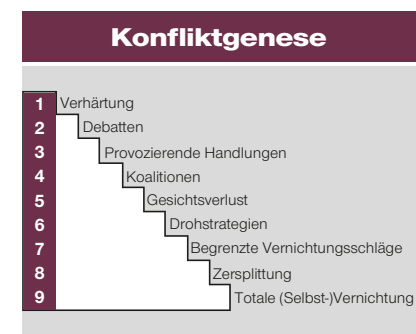 Konfliktgenese
1 Verhärtung
2 Debatten
3 Provozierende Handlungen
4 Koalitionen
5 Gesichtsverlust
6 Drohstrategien
7 Begrenzte Vernichtungsschläge
8 Zersplittung
9 Totale (Selbst-)Vernichtung